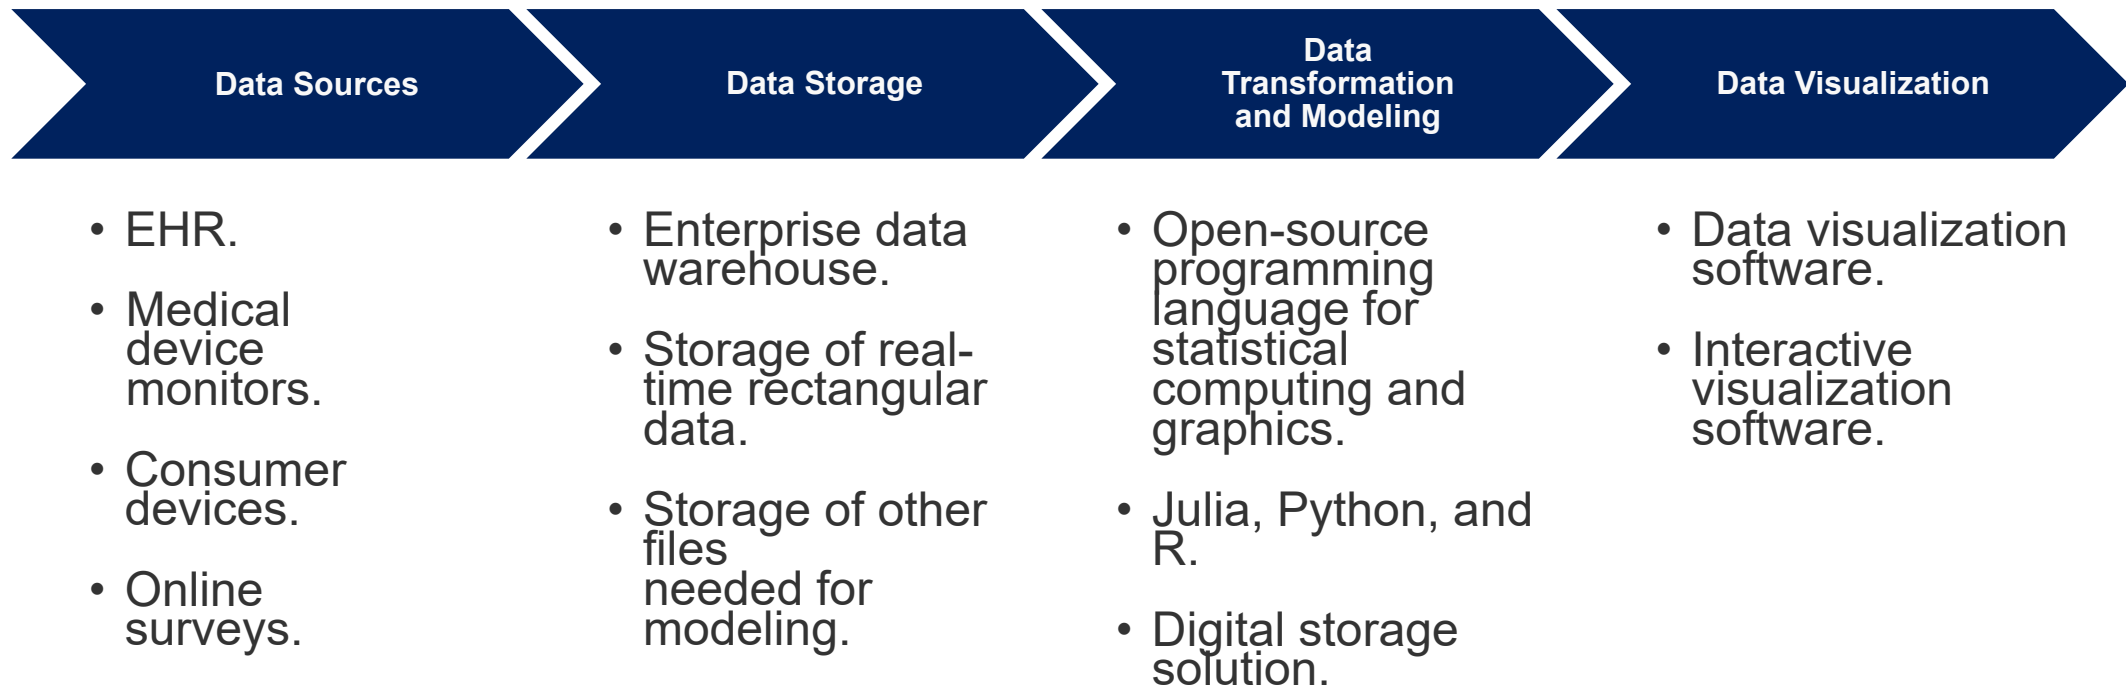 Data Sources
Data Storage
Data
Transformation
and Modeling
Data Visualization
• EHR.
• Medical
device
monitors.
• Consumer
devices.
• Online
surveys.
• Enterprise data
warehouse.
• Storage of real-
time rectangular
data.
• Storage of other
files
needed for
modeling.
• Open-source
programming
language for
statistical
computing and
graphics.
• Julia, Python, and
R.
• Digital storage
solution.
• Data visualization
software.
• Interactive
visualization
software.